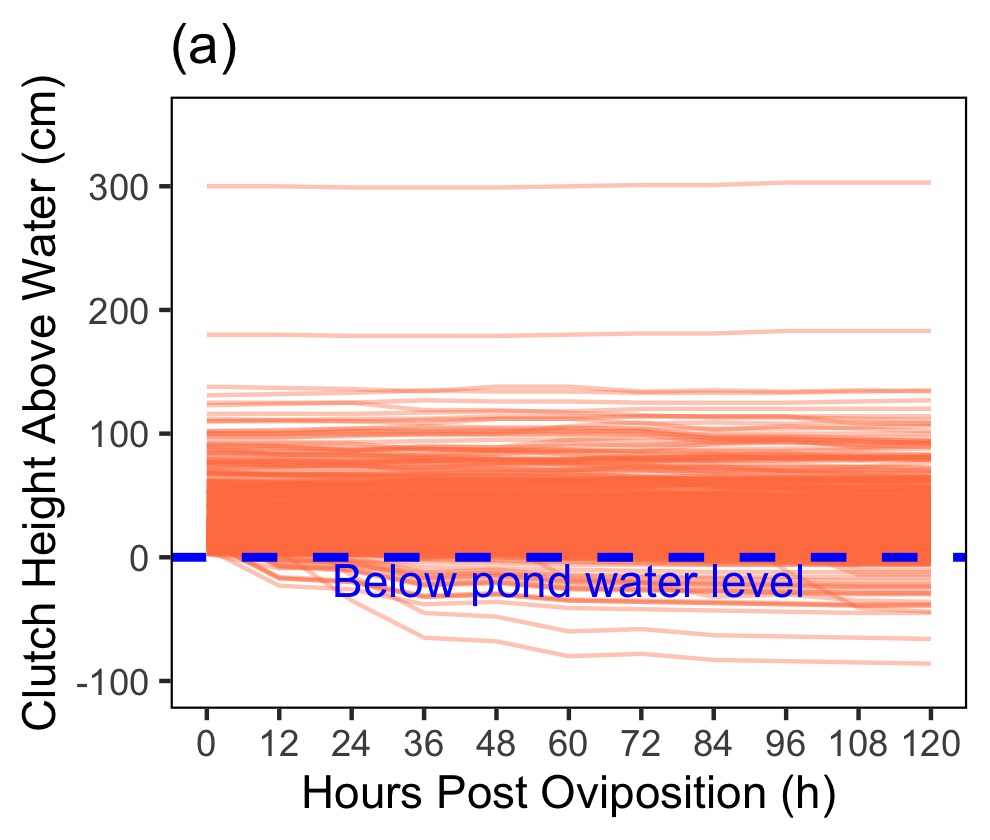 (a)
Clutch Height Above Water (cm)
300
200
100
0
-100
Below pond water level
0 12 24 36 48 60 72 84 96 108 120
Hours Post Oviposition (h)